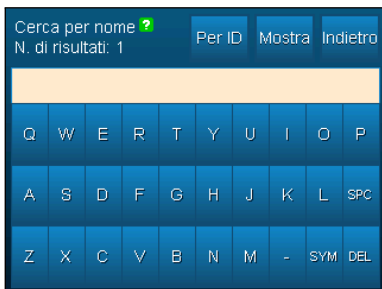 Cerca per nome ?
N. di risultati: 1
Per ID Mostra Indietro
Q W E R T Y U I O P
A S D F G H J K L SPC
Z X C V B N M - SYM DEL